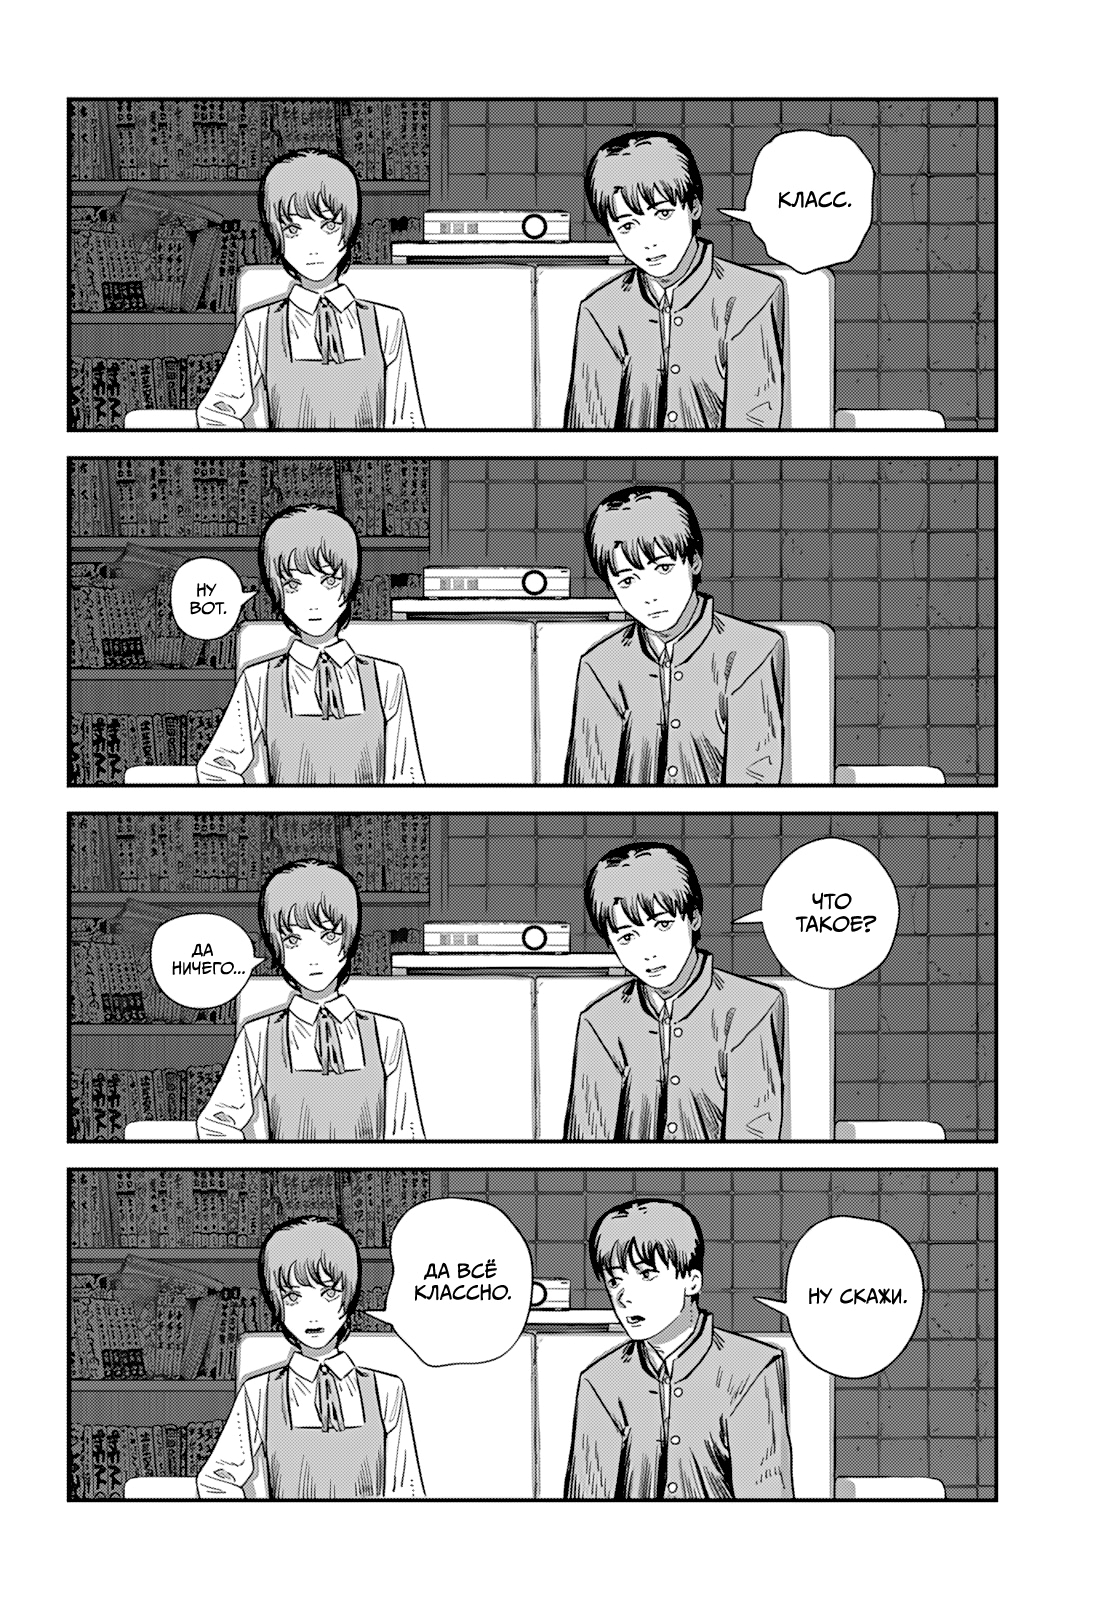 КЛАСС.
НУ
ВОТ.
ЧТО
ТАКОЕ?
ДА
НИЧЕГО...
НУ СКАЖИ.
ДА ВСЁ
КЛАССНО.